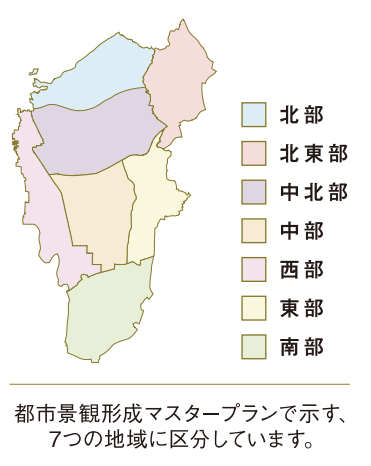 北部
北東部
中北部
中部
西部
東部
南部
都市景観形成マスタープランで示す、
7つの地域に区分しています。